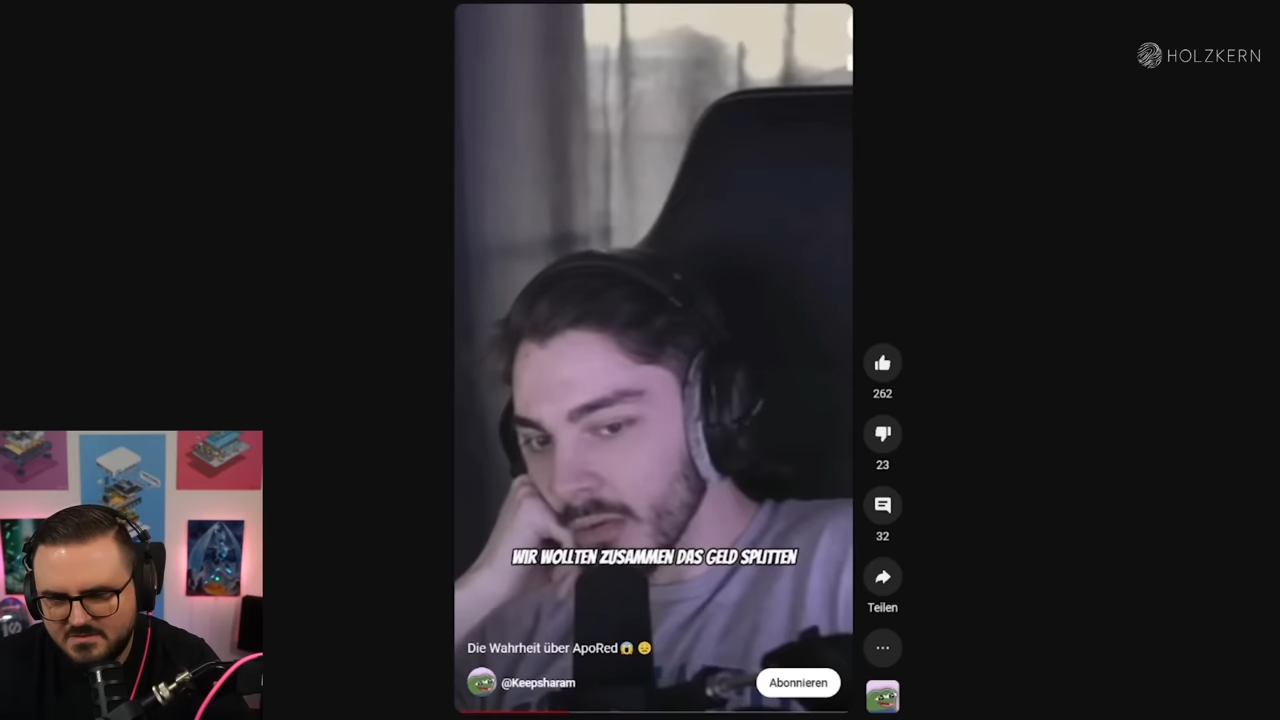 HOLZKERN
WIR WOLLTEN ZUSAMMEN DAS GELD SPLITTEN
Die Wahrheit über ApoRed😱😞
@Keepsharam
Abonnieren
262
23
32
Teilen